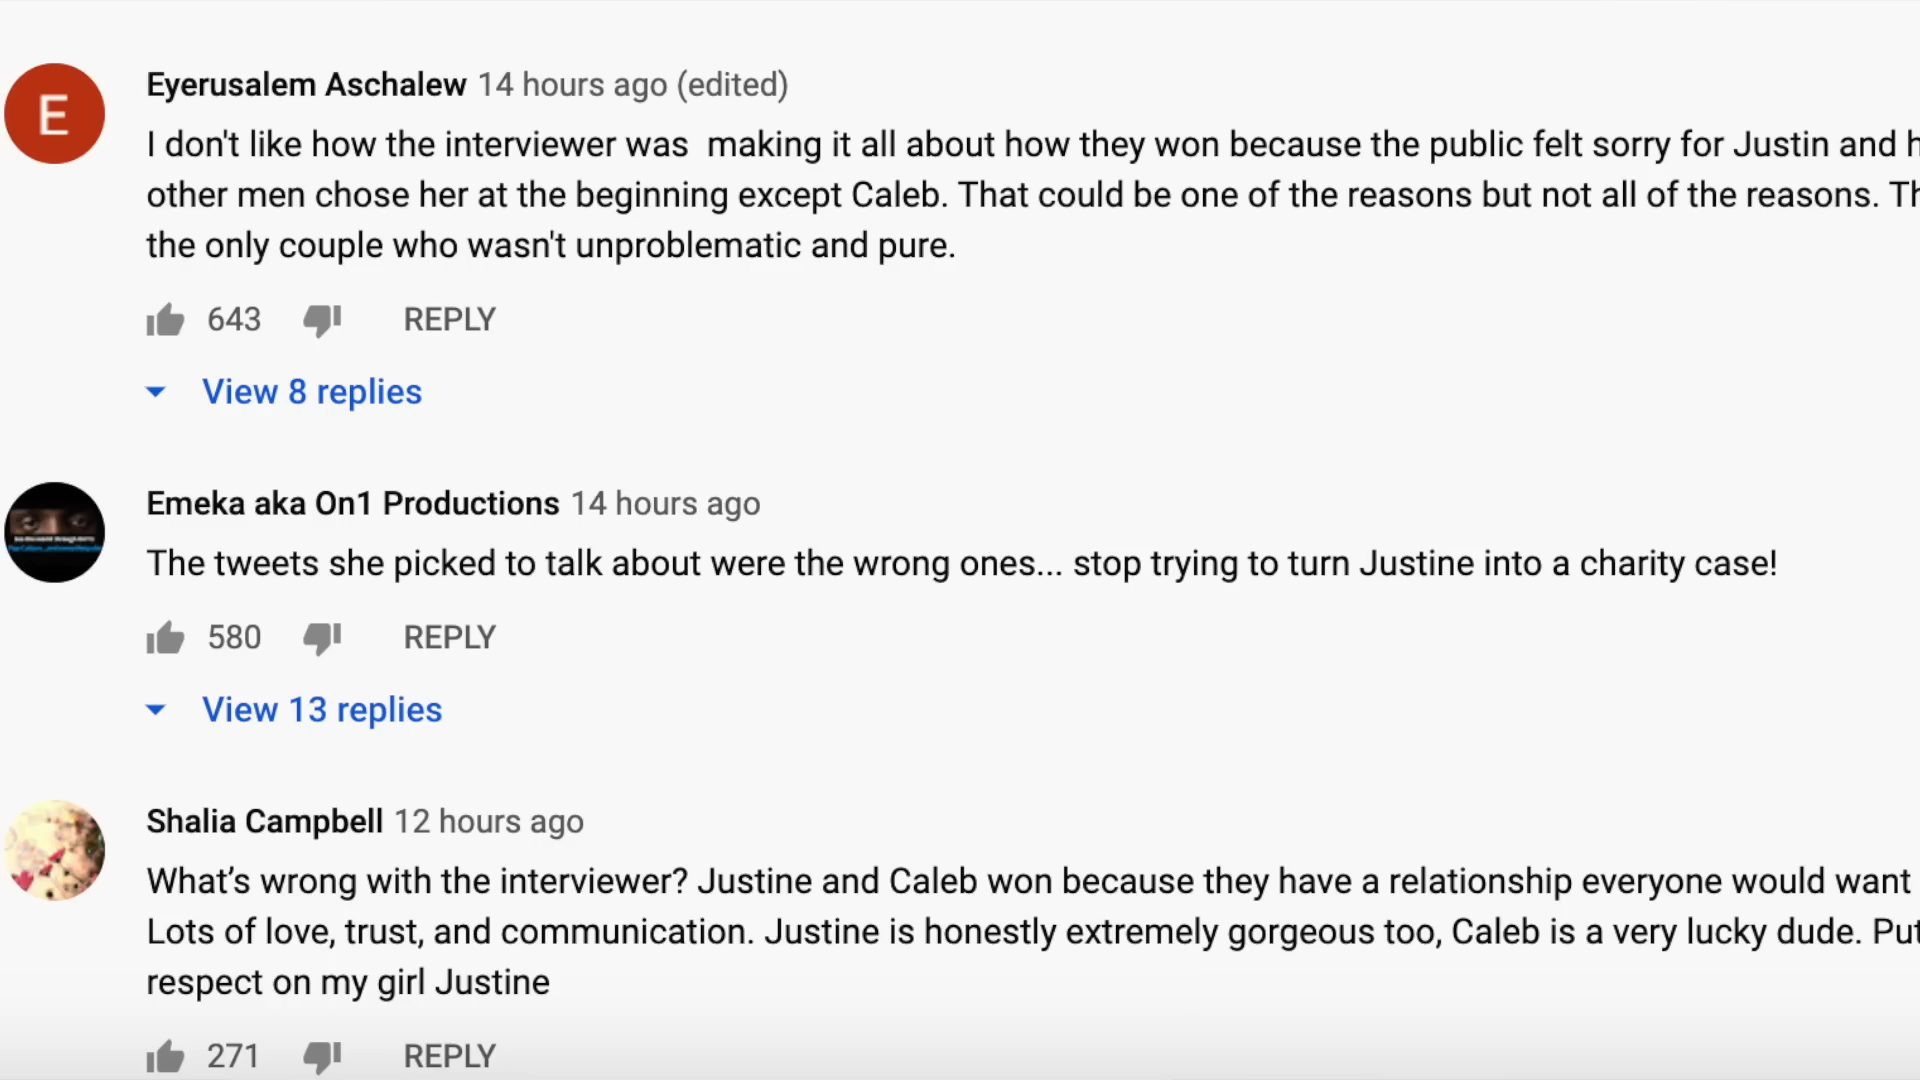 E
Eyerusalem Aschalew 14 hours ago (edited)
I don't like how the interviewer was  making it all about how they won because the public felt sorry for Justin and
other men chose her at the beginning except Caleb. That could be one of the reasons but not all of the reasons.
the only couple who wasn't unproblematic and pure.
643 REPLY
View 8 replies
Emeka aka On1 Productions 14 hours ago
The tweets she picked to talk about were the wrong ones... stop trying to turn Justine into a charity case!
580 REPLY
View 13 replies
Shalia Campbell 12 hours ago
What’s wrong with the interviewer? Justine and Caleb won because they have a relationship everyone would want
Lots of love, trust, and communication. Justine is honestly extremely gorgeous too, Caleb is a very lucky dude. Put
respect on my girl Justine
271 REPLY